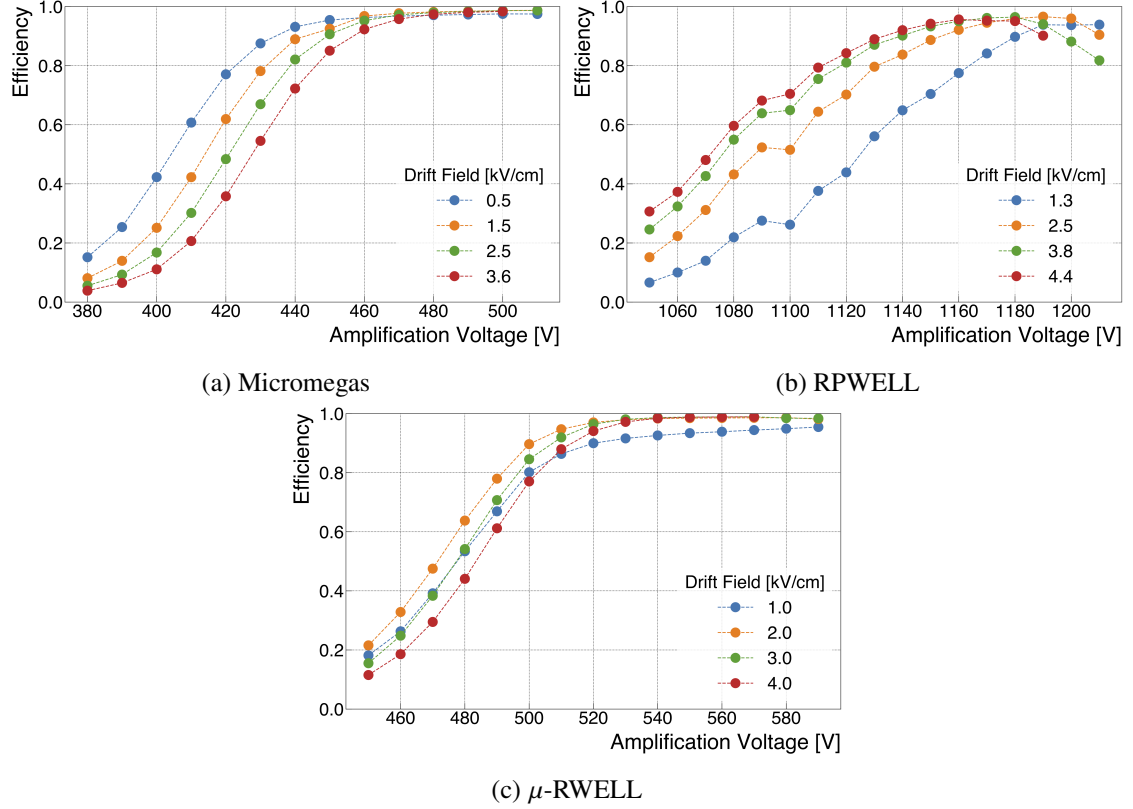 Efficiency
1.0
0.8
0.6
0.4
0.2
0.0
Drift Field [kV/cm]
0.5
1.5
2.5
3.6
380 400 420 440 460 480 500
Amplification Voltage [V]
(a) Micromegas
Efficiency
1.0
0.8
0.6
0.4
0.2
0.0
Drift Field [kV/cm]
1.3
2.5
3.8
4.4
1060 1080 1100 1120 1140 1160 1180 1200
Amplification Voltage [V]
(b) RPWELL
Efficiency
1.0
0.8
0.6
0.4
0.2
0.0
Drift Field [kV/cm]
1.0
2.0
3.0
4.0
460 480 500 520 540 560 580
Amplification Voltage [V]
(c) μ-RWELL